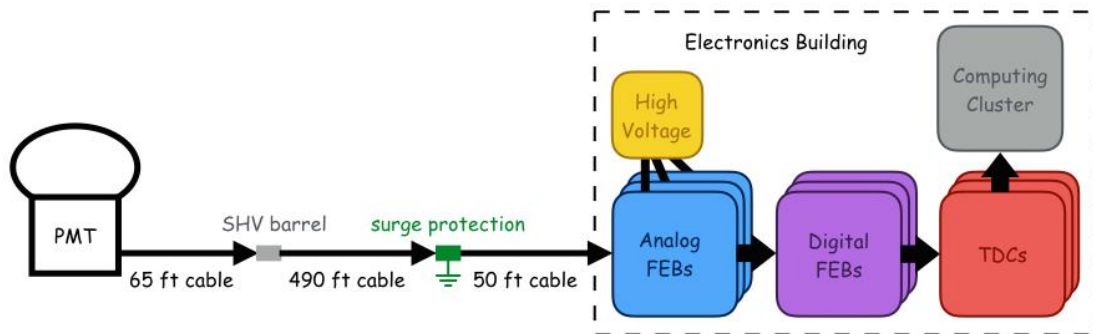 Electronics Building
High
Voltage
Computing
Cluster
PMT
SHV barrel
surge protection
65 ft cable
490 ft cable
50 ft cable
Analog
FEBs
Digital
FEBs
TDCs